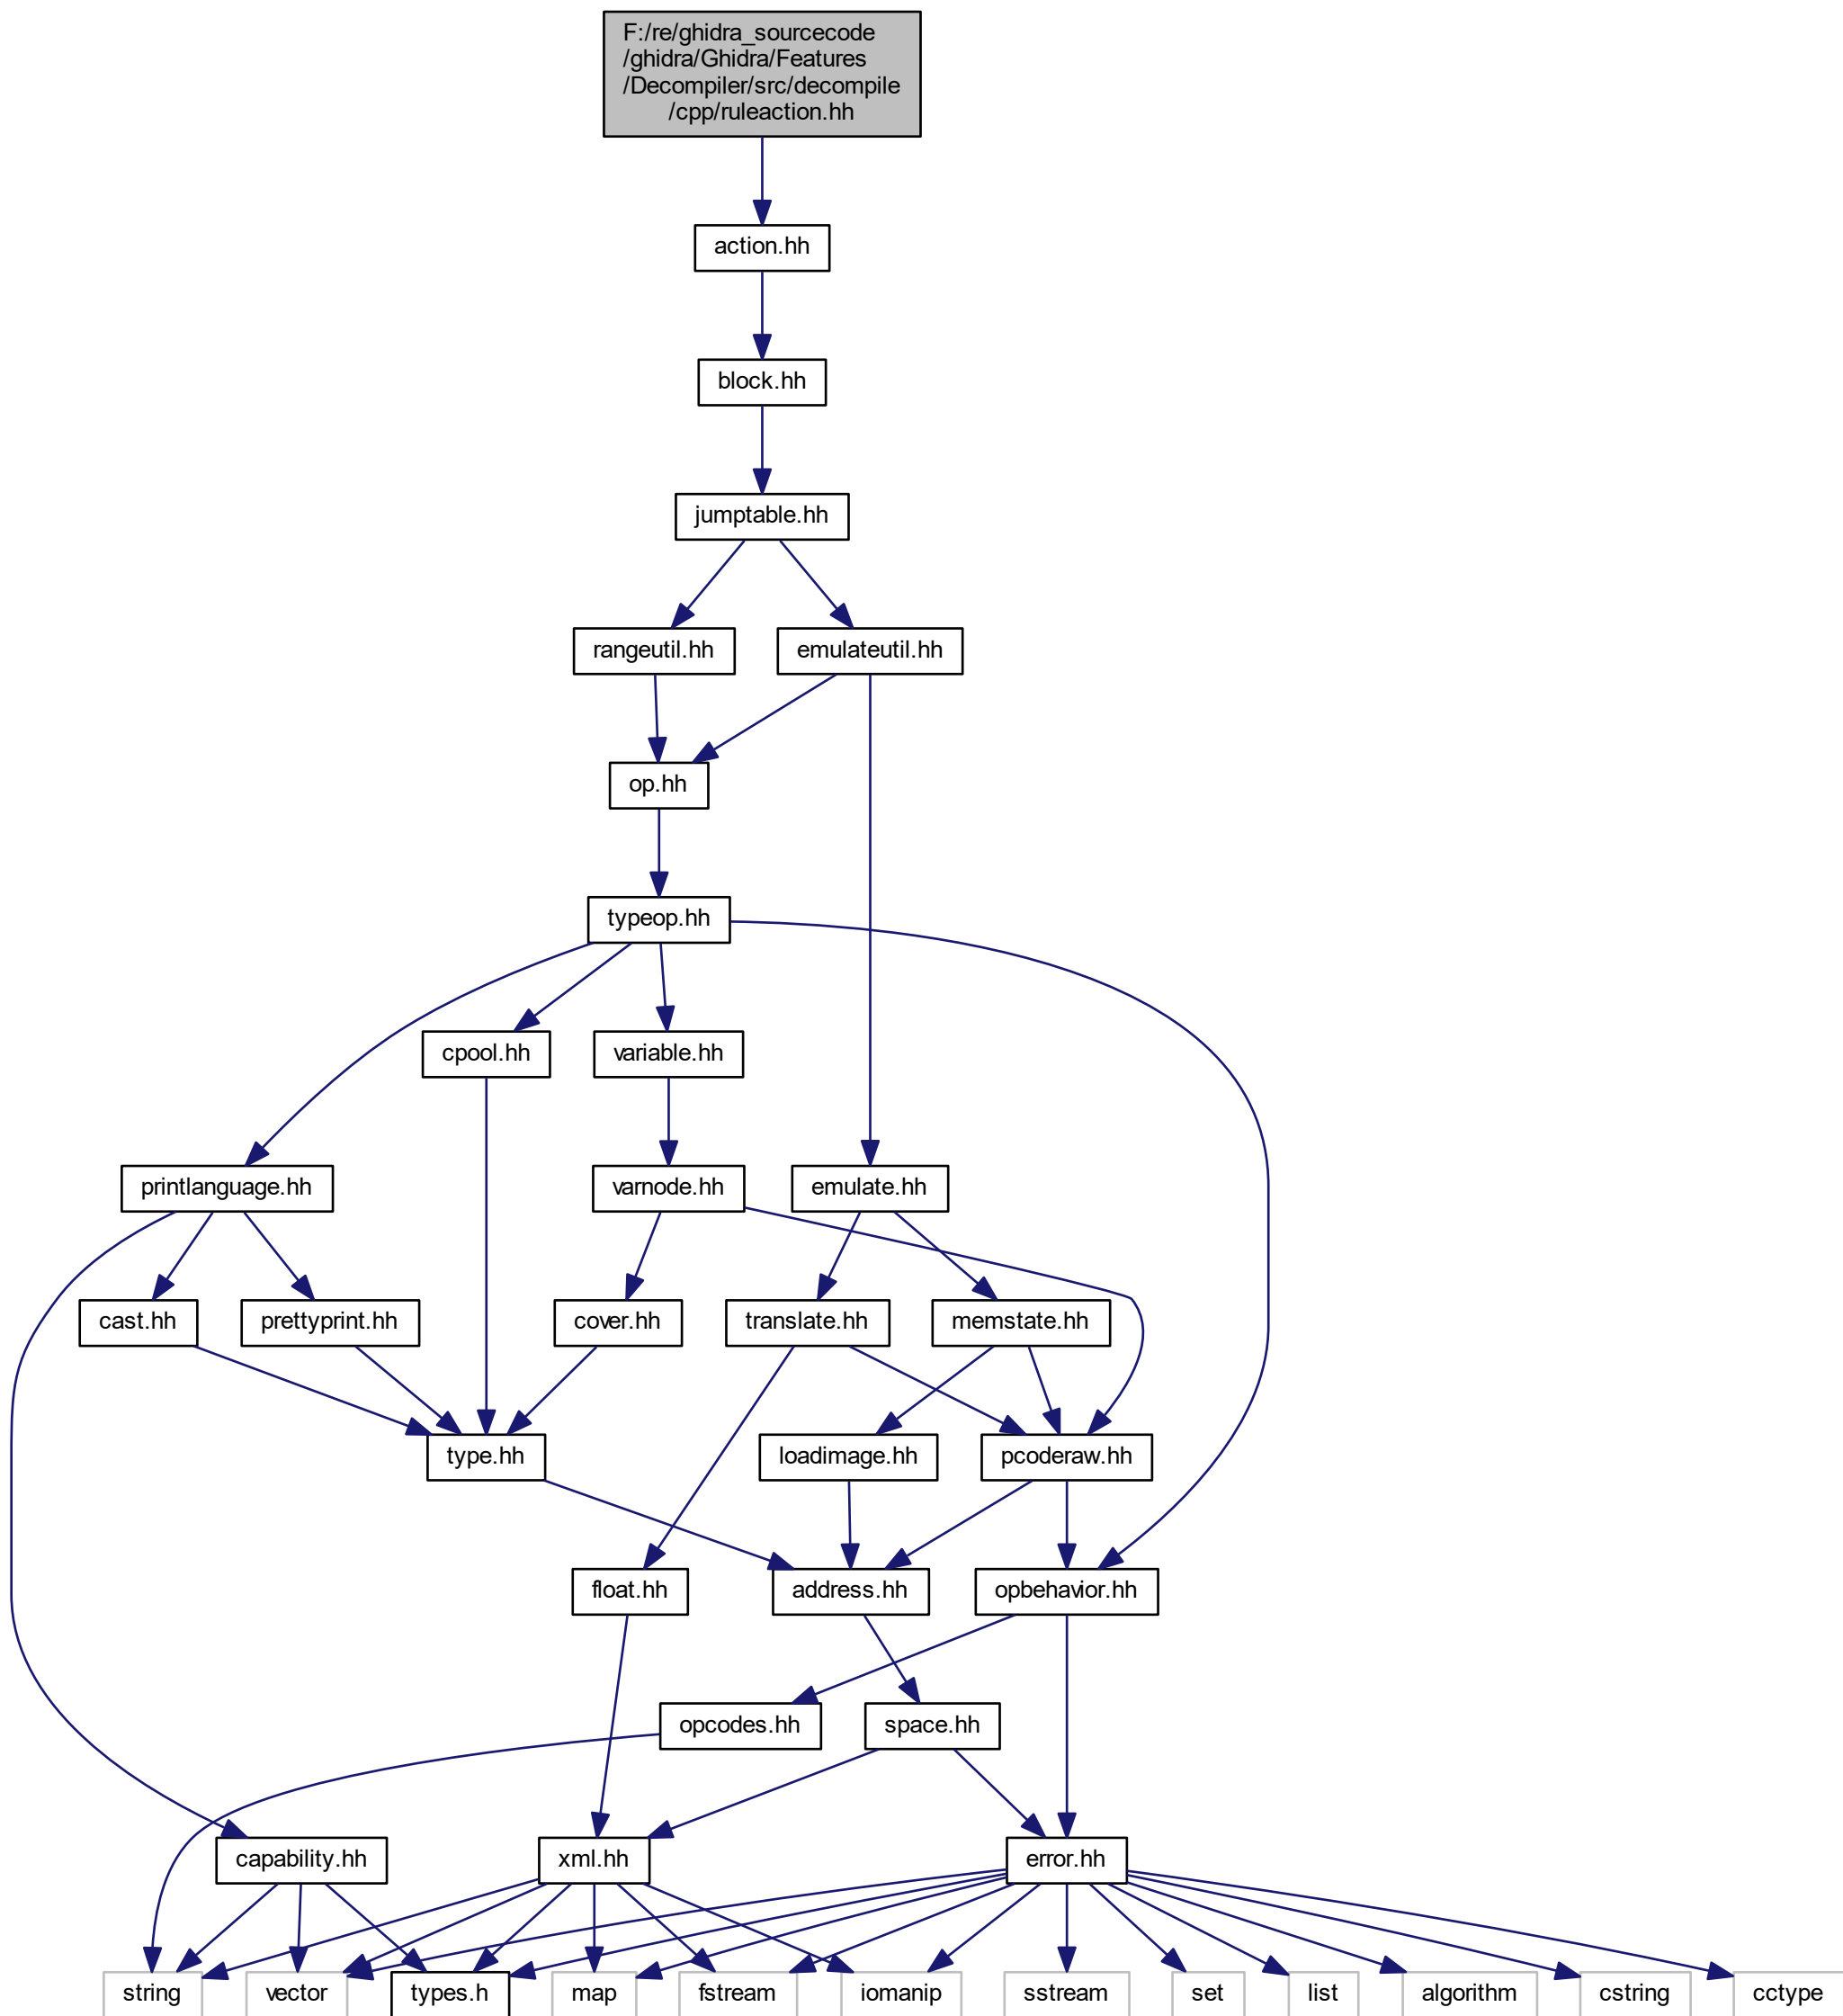 F:/re/ghidra_sourcecode
/ghidra/Ghidra/Features
/Decompiler/src/decompile
/cpp/ruleaction.hh
action.hh
block.hh
jumptable.hh
rangeutil.hh
emulateutil.hh
op.hh
typeop.hh
cpool.hh
variable.hh
printlanguage.hh
varnode.hh
emulate.hh
cast.hh
prettyprint.hh
cover.hh
translate.hh
memstate.hh
type.hh
loadimage.hh
pcoderaw.hh
float.hh
address.hh
opbehavior.hh
opcodes.hh
space.hh
capability.hh
xml.hh
error.hh
string
vector
types.h
map
fstream
iomanip
sstream
set
list
algorithm
cstring
cctype